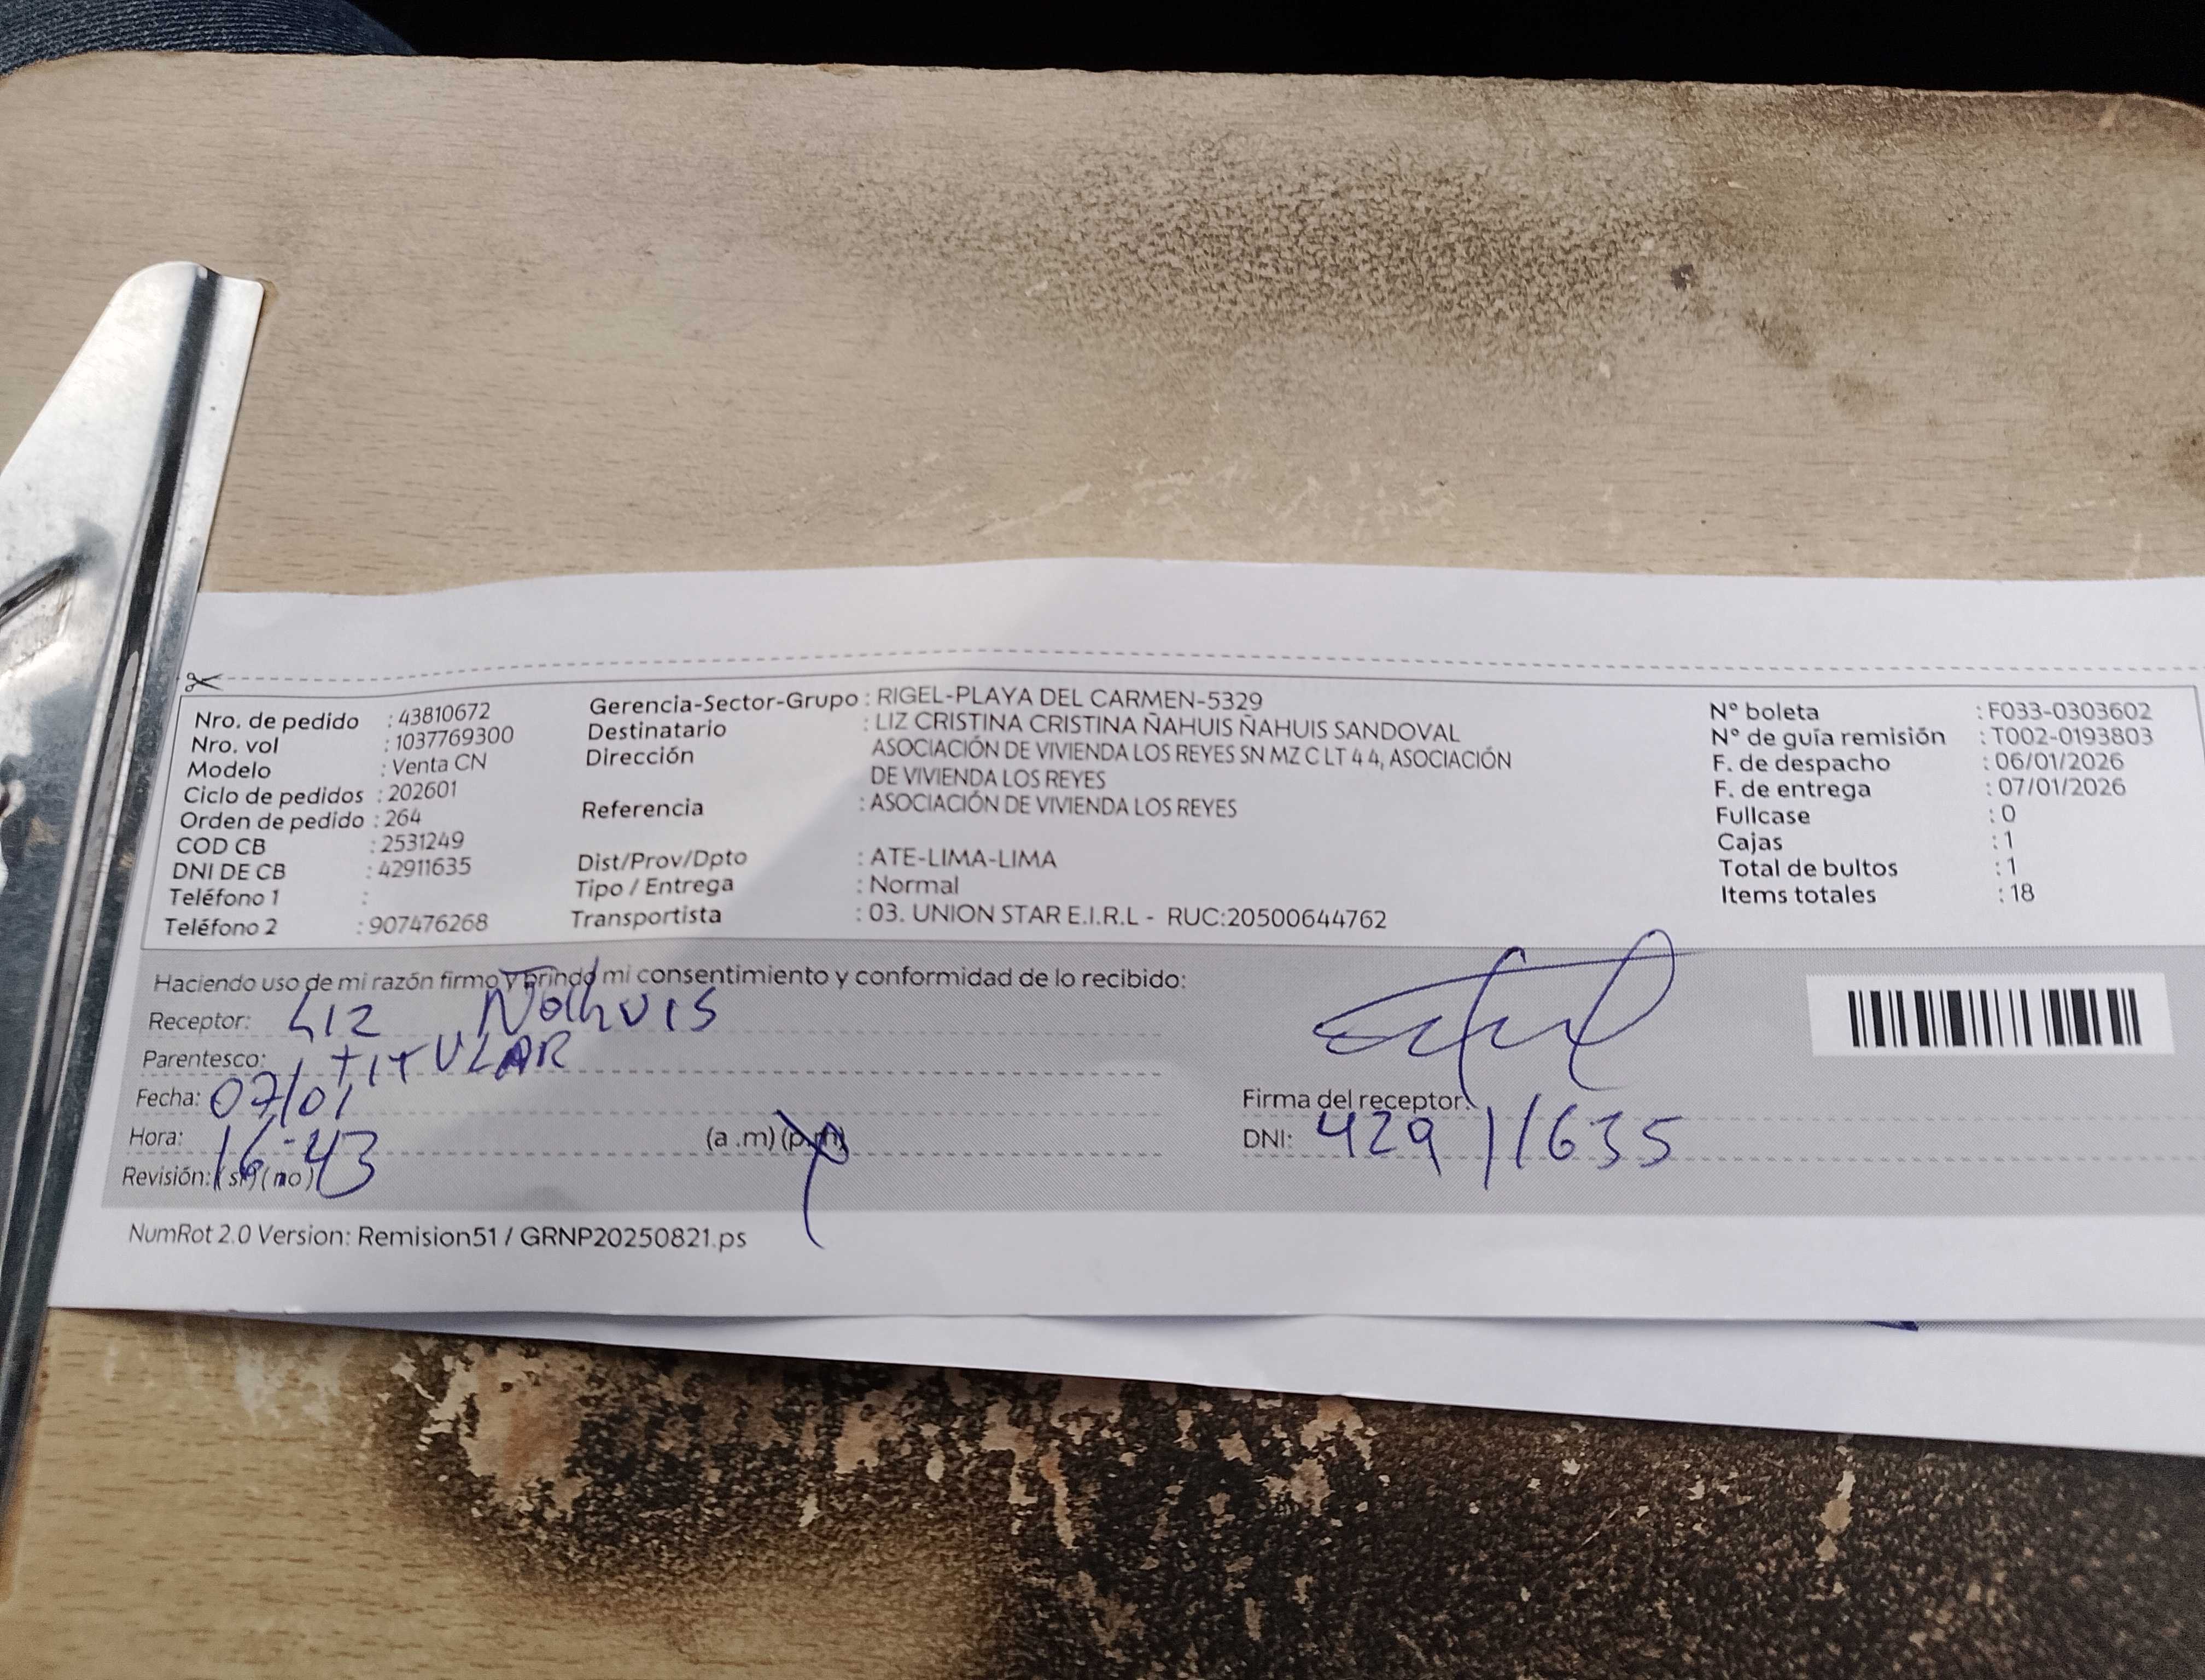 Nro. de pedido : 43810672
Nro. vol : 1037769300
Modelo : Venta CN
Ciclo de pedidos : 202601
Orden de pedido : 264
COD CB : 2531249
DNI DE CB : 42911635
Teléfono 1 :
Teléfono 2 : 907476268
Gerencia-Sector-Grupo : RIGEL-PLAYA DEL CARMEN-5329
Destinatario : LIZ CRISTINA CRISTINA ÑAHUIS ÑAHUIS SANDOVAL
Dirección ASOCIACIÓN DE VIVIENDA LOS REYES SN MZ C LT 4 4, ASOCIACIÓN
DE VIVIENDA LOS REYES
Referencia : ASOCIACIÓN DE VIVIENDA LOS REYES
Dist/Prov/Dpto : ATE-LIMA-LIMA
Tipo / Entrega : Normal
Transportista : 03. UNION STAR E.I.R.L - RUC:20500644762
N° boleta : F033-0303602
N° de guía remisión : T002-0193803
F. de despacho : 06/01/2026
F. de entrega : 07/01/2026
Fullcase : 0
Cajas : 1
Total de bultos : 1
Items totales : 18
Haciendo uso de mi razón firmo y brindo mi consentimiento y conformidad de lo recibido:
Receptor: LIZ Ñahuis
Parentesco: TITULAR
Fecha: 07/01
Hora: 16:43 (a .m) (p.m)
Revisión: (si) (no)
Firma del receptor:
DNI: 42911635
NumRot 2.0 Version: Remision51 / GRNP20250821.ps